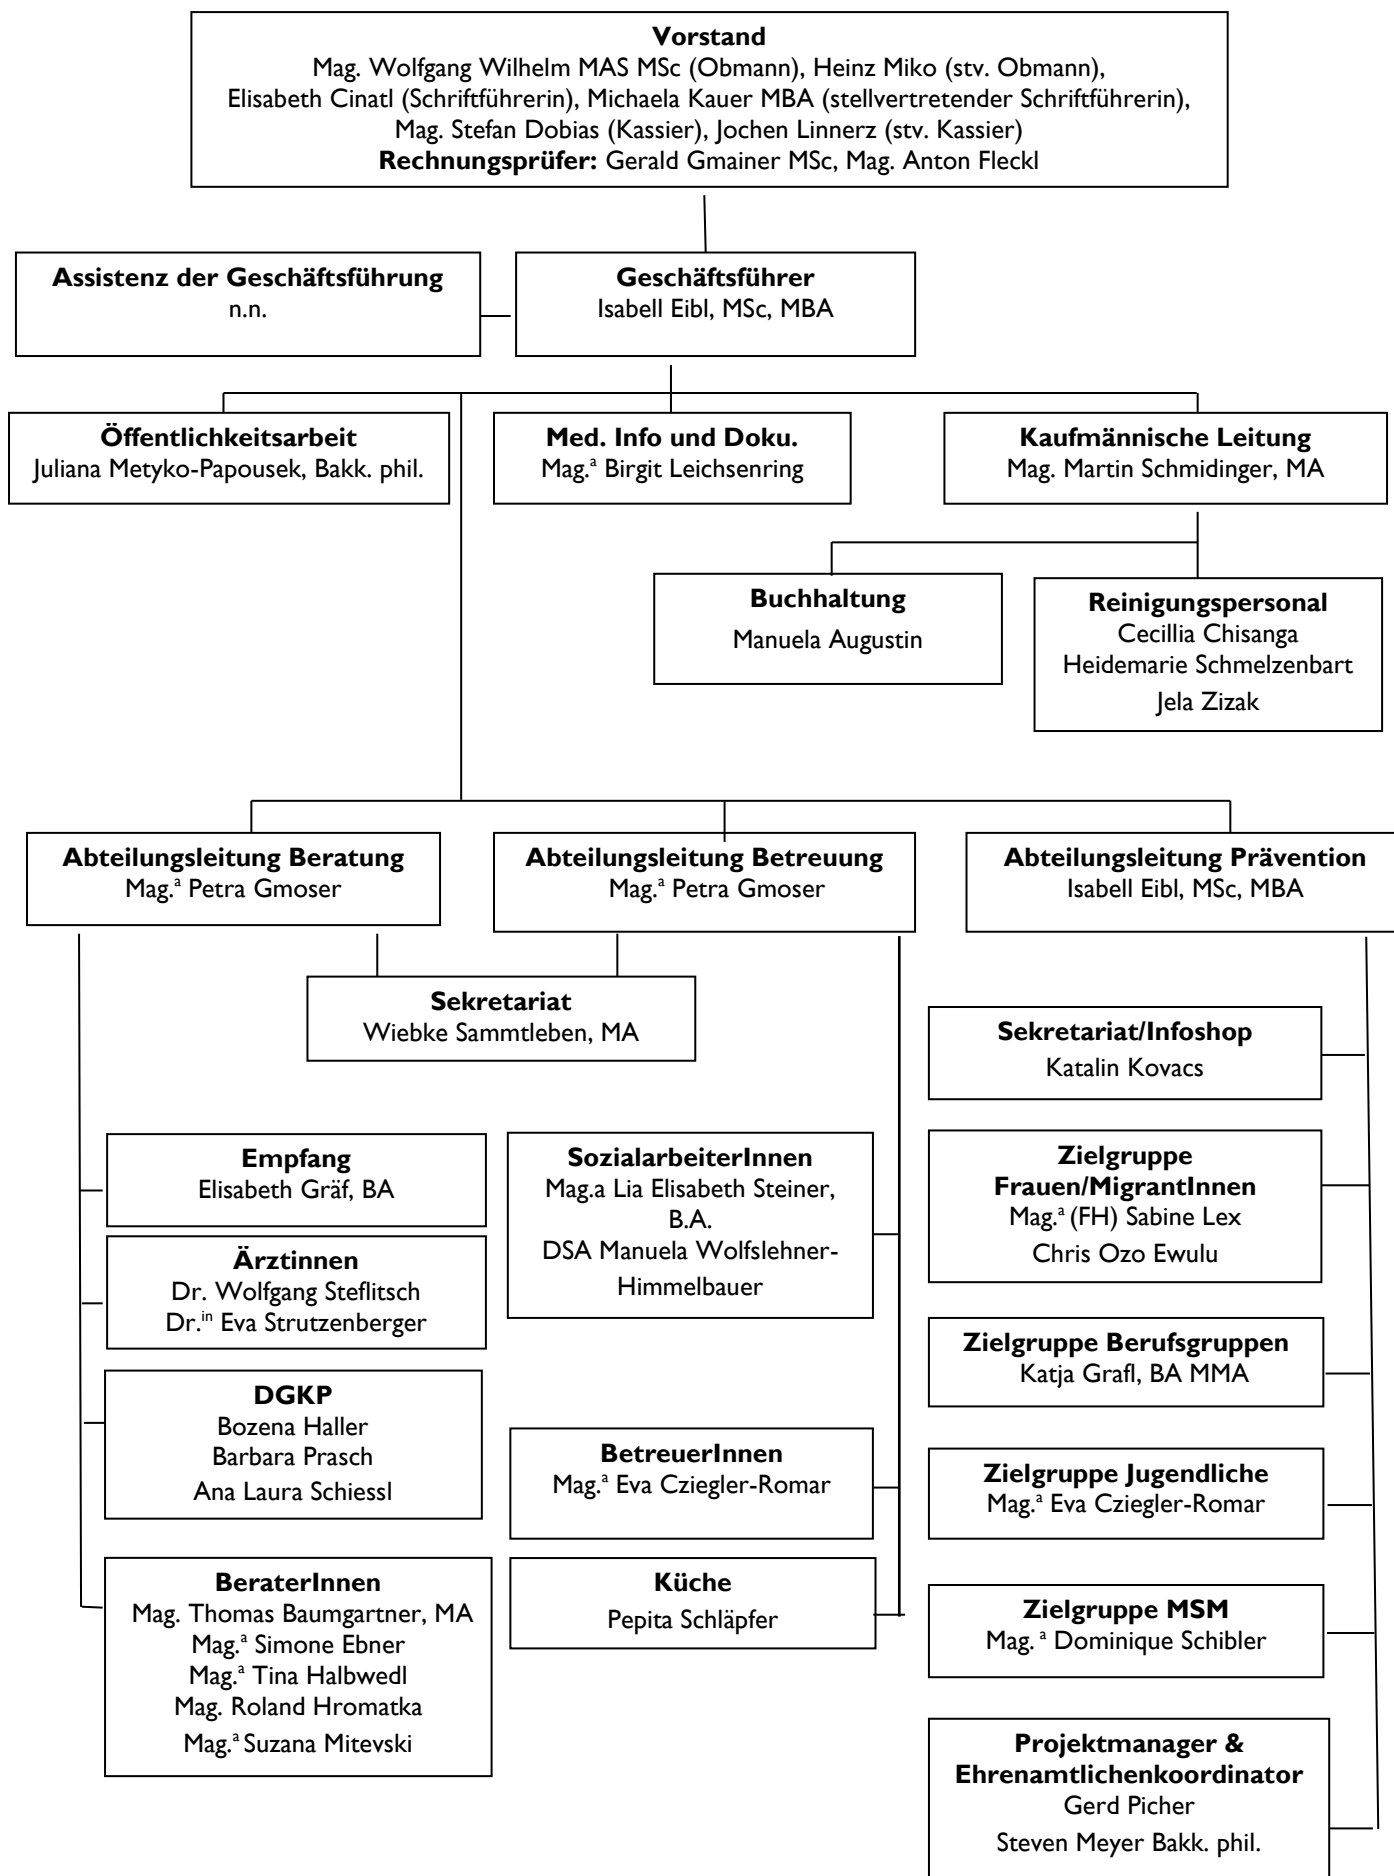 Vorstand
Mag. Wolfgang Wilhelm MAS MSc (Obmann), Heinz Miko (stv. Obmann),
Elisabeth Cinatl (Schriftführerin), Michaela Kauer MBA (stellvertretender Schriftführerin),
Mag. Stefan Dobias (Kassier), Jochen Linnerz (stv. Kassier)
Rechnungsprüfer: Gerald Gmainer MSc, Mag. Anton Fleckl
Assistenz der Geschäftsführung
n.n.
Geschäftsführer
Isabell Eibl, MSc, MBA
Öffentlichkeitsarbeit
Juliana Metyko-Papousek, Bakk. phil.
Med. Info und Doku.
Mag.ª Birgit Leichsenring
Kaufmännische Leitung
Mag. Martin Schmidinger, MA
Buchhaltung
Manuela Augustin
Reinigungspersonal
Cecillia Chisanga
Heidemarie Schmelzenbart
Jela Zizak
Abteilungsleitung Beratung
Mag.ª Petra Gmoser
Abteilungsleitung Betreuung
Mag.ª Petra Gmoser
Abteilungsleitung Prävention
Isabell Eibl, MSc, MBA
Sekretariat
Wiebke Sammtleben, MA
Empfang
Elisabeth Gräf, BA
Ärztinnen
Dr. Wolfgang Steflitsch
Dr.in Eva Strutzenberger
DGKP
Bozena Haller
Barbara Prasch
Ana Laura Schiessl
BeraterInnen
Mag. Thomas Baumgartner, MA
Mag.ª Simone Ebner
Mag.ª Tina Halbwedl
Mag. Roland Hromatka
Mag.ª Suzana Mitevski
SozialarbeiterInnen
Mag.a Lia Elisabeth Steiner,
B.A.
DSA Manuela Wolfslehner-
Himmelbauer
BetreuerInnen
Mag.ª Eva Cziegler-Romar
Küche
Pepita Schläpfer
Sekretariat/Infoshop
Katalin Kovacs
Zielgruppe
Frauen/MigrantInnen
Mag.ª (FH) Sabine Lex
Chris Ozo Ewulu
Zielgruppe Berufsgruppen
Katja Grafl, BA MMA
Zielgruppe Jugendliche
Mag.ª Eva Cziegler-Romar
Zielgruppe MSM
Mag. ª Dominique Schibler
Projektmanager &
Ehrenamtlichenkoordinator
Gerd Picher
Steven Meyer Bakk. phil.